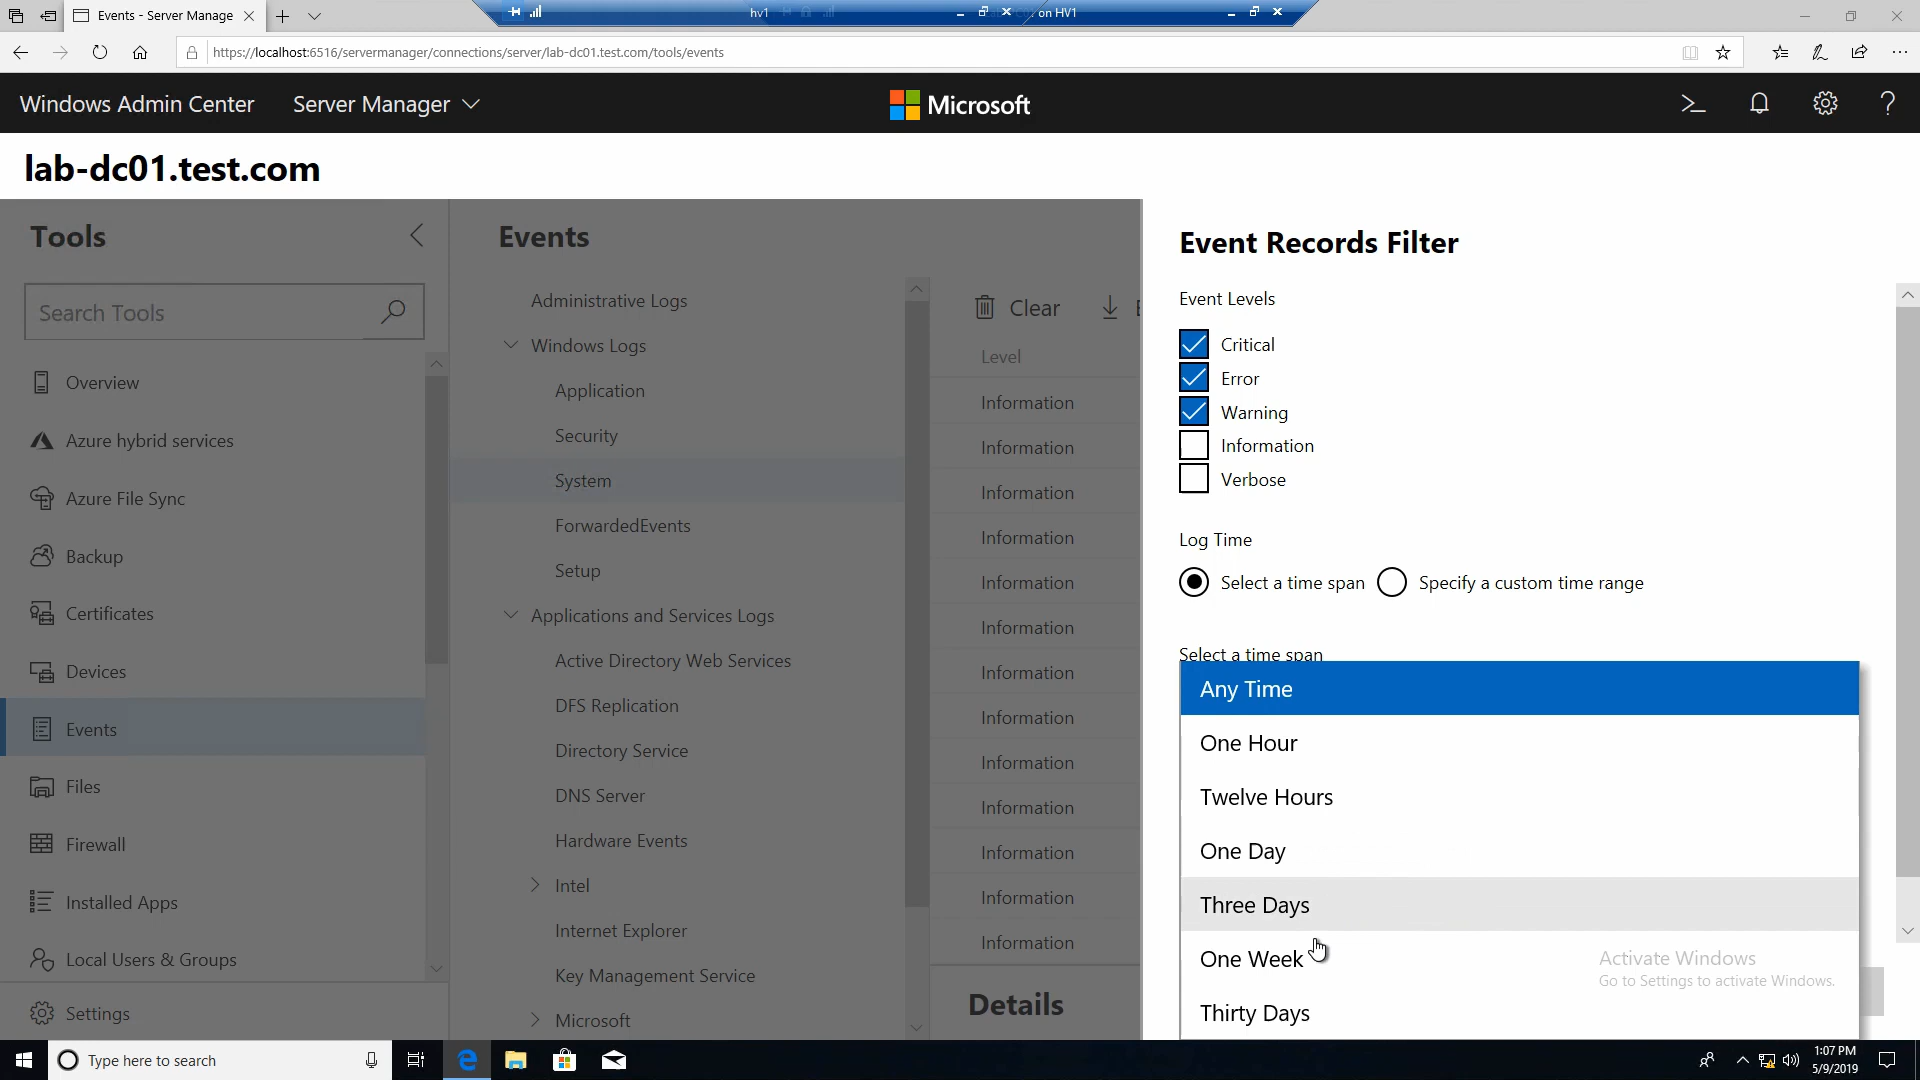 Events - Server Manage
hv1
on HV1
https://localhost:6516/servermanager/connections/server/lab-dc01.test.com/tools/events
Windows Admin Center
Server Manager
Microsoft
lab-dc01.test.com
Tools
Search Tools
Overview
Azure hybrid services
Azure File Sync
Backup
Certificates
Devices
Events
Files
Firewall
Installed Apps
Local Users & Groups
Settings
Events
Administrative Logs
Windows Logs
Application
Security
System
ForwardedEvents
Setup
Applications and Services Logs
Active Directory Web Services
DFS Replication
Directory Service
DNS Server
Hardware Events
Intel
Internet Explorer
Key Management Service
Microsoft
Clear
Level
Information
Information
Information
Information
Information
Information
Information
Information
Information
Information
Information
Information
Information
Details
Event Records Filter
Event Levels
Critical
Error
Warning
Information
Verbose
Log Time
Select a time span
Specify a custom time range
Select a time span
Any Time
One Hour
Twelve Hours
One Day
Three Days
One Week
Thirty Days
Activate Windows
Go to Settings to activate Windows.
Type here to search
1:07 PM
5/9/2019